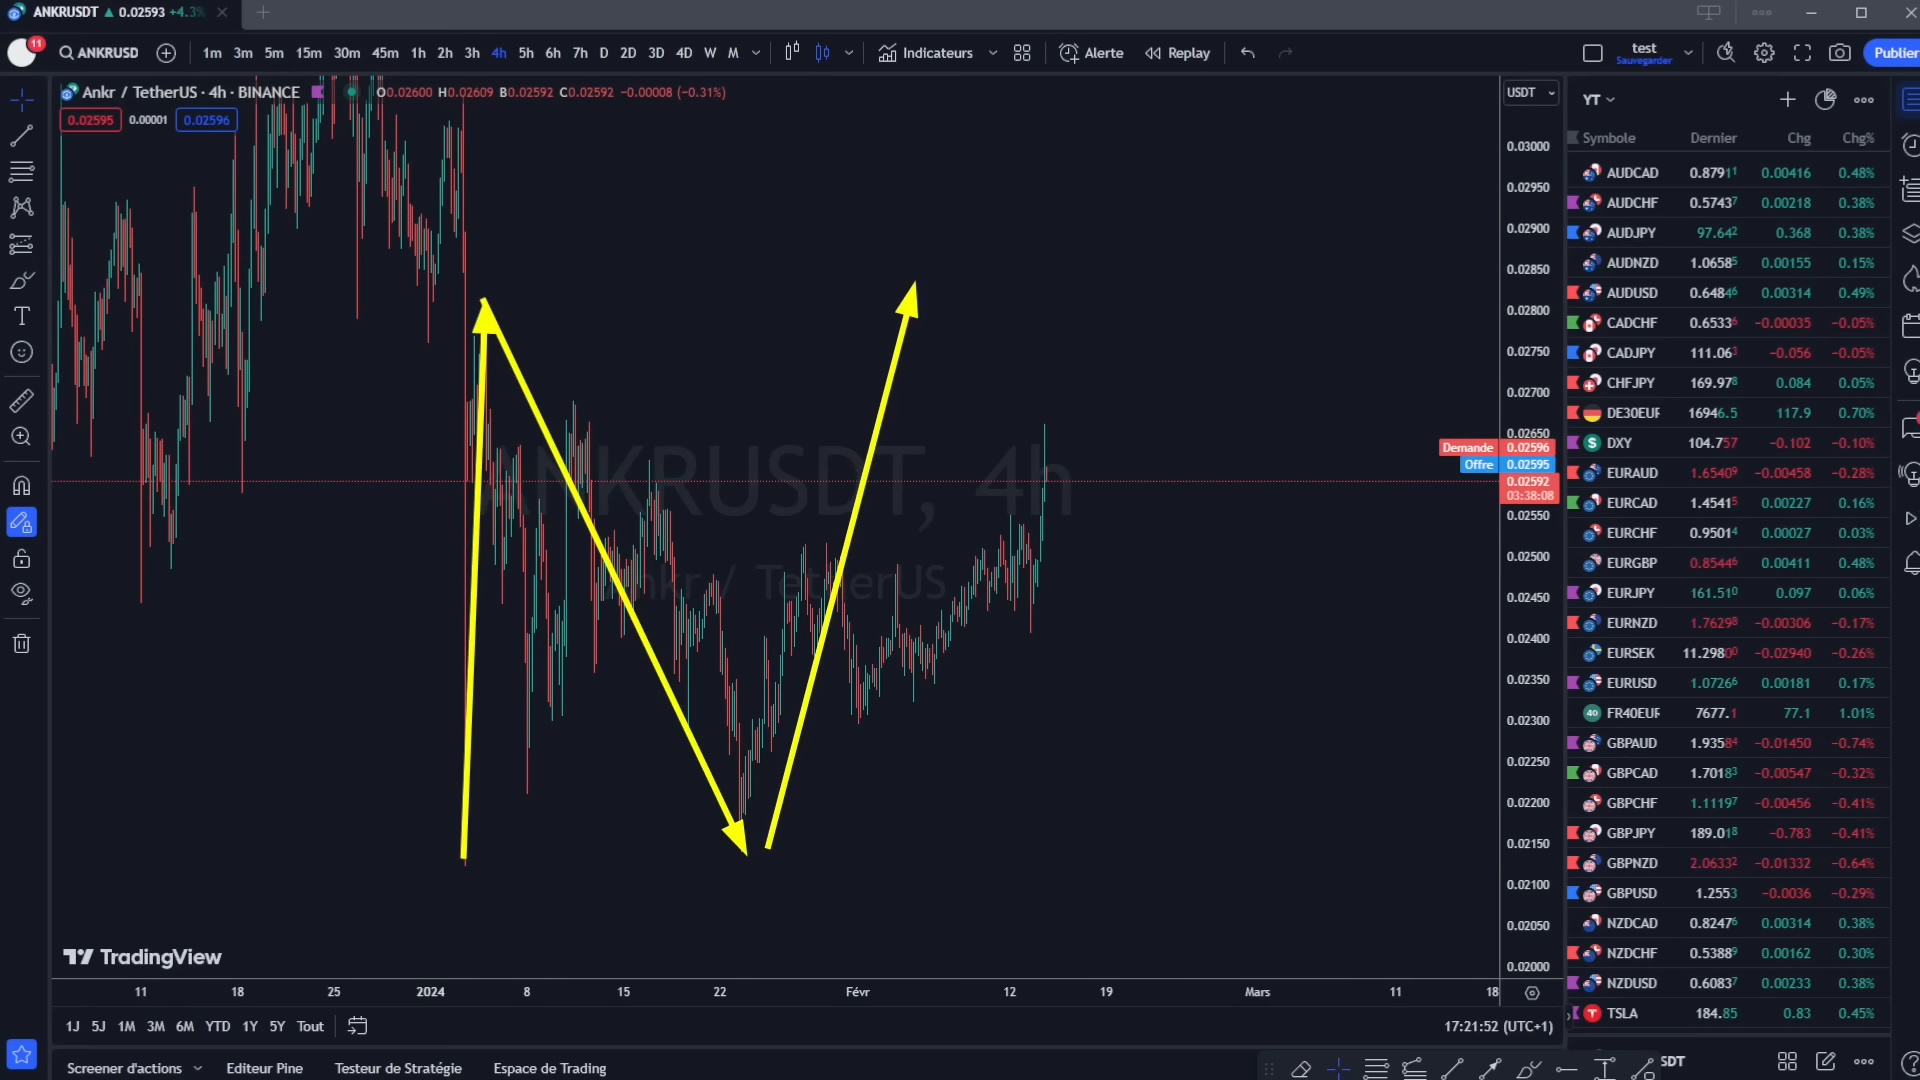 ANKRUSDT ▲ 0.02593 +4.3%
11
ANKRUSD
1m 3m 5m 15m 30m 45m 1h 2h 3h 4h 5h 6h 7h D 2D 3D 4D W M
Indicateurs
Alerte
Replay
test
Sauvegarder
Publier
Ankr / TetherUS · 4h · BINANCE
O0.02600 H0.02609 B0.02592 C0.02592 −0.00008 (−0.31%)
0.02595 0.00001 0.02596
ANKRUSDT, 4h
Ankr / TetherUS
USDT
0.03000
0.02950
0.02900
0.02850
0.02800
0.02750
0.02700
0.02650
Demande 0.02596
Offre 0.02595
0.02592
03:38:08
0.02550
0.02500
0.02450
0.02400
0.02350
0.02300
0.02250
0.02200
0.02150
0.02100
0.02050
0.02000
TradingView
11 18 25 2024 8 15 22 Févr 12 19 Mars 11 18
1J 5J 1M 3M 6M YTD 1Y 5Y Tout
17:21:52 (UTC+1)
Screener d'actions Editeur Pine Testeur de Stratégie Espace de Trading
YT
Symbole Dernier Chg Chg%
AUDCAD 0.87911 0.00416 0.48%
AUDCHF 0.57437 0.00218 0.38%
AUDJPY 97.642 0.368 0.38%
AUDNZD 1.06585 0.00155 0.15%
AUDUSD 0.64846 0.00314 0.49%
CADCHF 0.65336 −0.00035 −0.05%
CADJPY 111.063 −0.056 −0.05%
CHFJPY 169.978 0.084 0.05%
DE30EUR 16946.5 117.9 0.70%
DXY 104.757 −0.102 −0.10%
EURAUD 1.65409 −0.00458 −0.28%
EURCAD 1.45415 0.00227 0.16%
EURCHF 0.95014 0.00027 0.03%
EURGBP 0.85446 0.00411 0.48%
EURJPY 161.510 0.097 0.06%
EURNZD 1.76298 −0.00306 −0.17%
EURSEK 11.29800 −0.02940 −0.26%
EURUSD 1.07266 0.00181 0.17%
40 FR40EUR 7677.1 77.1 1.01%
GBPAUD 1.93584 −0.01450 −0.74%
GBPCAD 1.70183 −0.00547 −0.32%
GBPCHF 1.11197 −0.00456 −0.41%
GBPJPY 189.018 −0.783 −0.41%
GBPNZD 2.06332 −0.01332 −0.64%
GBPUSD 1.2553 −0.0036 −0.29%
NZDCAD 0.82476 0.00314 0.38%
NZDCHF 0.53889 0.00162 0.30%
NZDUSD 0.60837 0.00233 0.38%
TSLA 184.85 0.83 0.45%
SDT